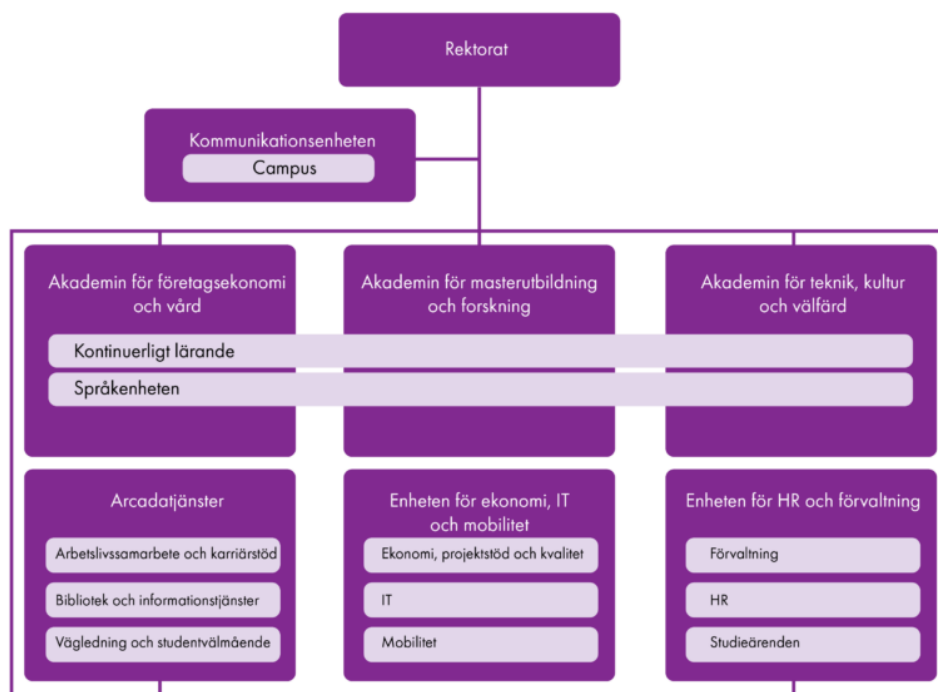 Rektorat
Kommunikationsenheten
Campus
Akademin för företagsekonomi
och vård
Akademin för masterutbildning
och forskning
Akademin för teknik, kultur
och välfärd
Kontinuerligt lärande
Språkenheten
Arcadatjänster
Arbetslivssamarbete och karriärstöd
Bibliotek och informationstjänster
Vägledning och studentvälmående
Enheten för ekonomi, IT
och mobilitet
Ekonomi, projektstöd och kvalitet
IT
Mobilitet
Enheten för HR och förvaltning
Förvaltning
HR
Studieärenden